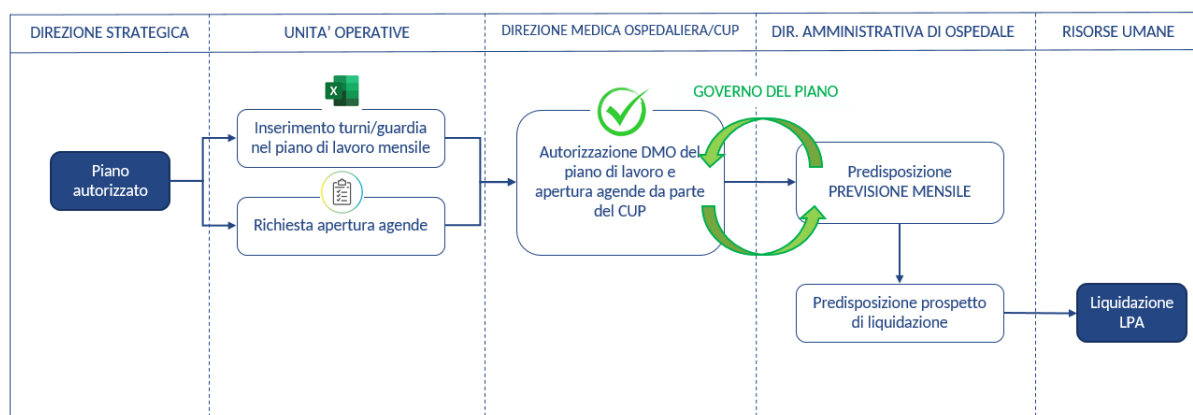 DIREZIONE STRATEGICA
UNITA' OPERATIVE
DIREZIONE MEDICA OSPEDALIERA/CUP
DIR. AMMINISTRATIVA DI OSPEDALE
RISORSE UMANE
X
GOVERNO DEL PIANO
Piano
autorizzato
Inserimento turni/guardia
nel piano di lavoro mensile
Richiesta apertura agende
Autorizzazione DMO del
piano di lavoro e
apertura agende da parte
del CUP
Predisposizione
PREVISIONE MENSILE
Predisposizione prospetto
di liquidazione
Liquidazione
LPA